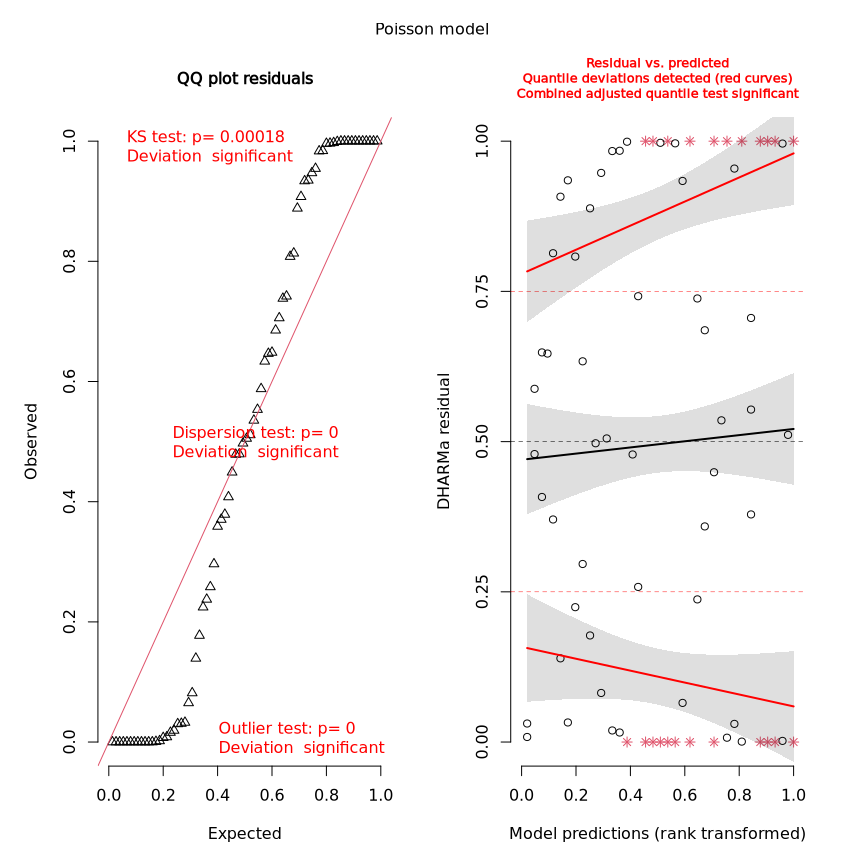 Poisson model
QQ plot residuals
KS test: p= 0.00018
Deviation  significant
Dispersion test: p= 0
Deviation  significant
Outlier test: p= 0
Deviation  significant
0.0
0.2
0.4
0.6
0.8
1.0
Observed
0.0
0.2
0.4
0.6
0.8
1.0
Expected
Residual vs. predicted
Quantile deviations detected (red curves)
Combined adjusted quantile test significant
0.00
0.25
0.50
0.75
1.00
DHARMa residual
0.0
0.2
0.4
0.6
0.8
1.0
Model predictions (rank transformed)